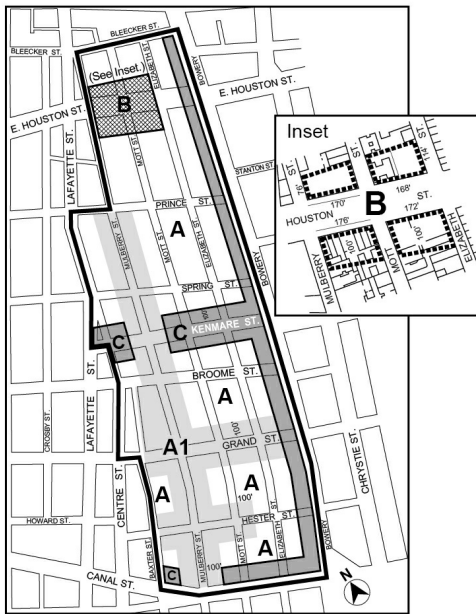 BLEECKER ST.
BLEECKER ST.
(See Inset.)
ELIZABETH ST.
BOWERY
E. HOUSTON ST.
E. HOUSTON ST.
B
LAFAYETTE ST.
MOTT ST.
STANTON ST.
PRINCE ST.
A
MULBERRY ST.
MOTT ST.
ELIZABETH ST.
BOWERY
SPRING ST.
100'
C
C
KENMARE ST.
BROOME ST.
A
CROSBY ST.
LAFAYETTE ST.
A1
100'
GRAND ST.
CHRYSTIE ST.
CENTRE ST.
A
A
100'
HOWARD ST.
HESTER ST.
BAXTER ST.
MULBERRY ST.
MOTT ST.
ELIZABETH ST.
A
BOWERY
C
100'
CANAL ST.
N
Inset
76'
ST.
114'
170'
168'
B
HOUSTON
ST.
176'
172'
100'
100'
MULBERRY
MOTT
ELIZABETH